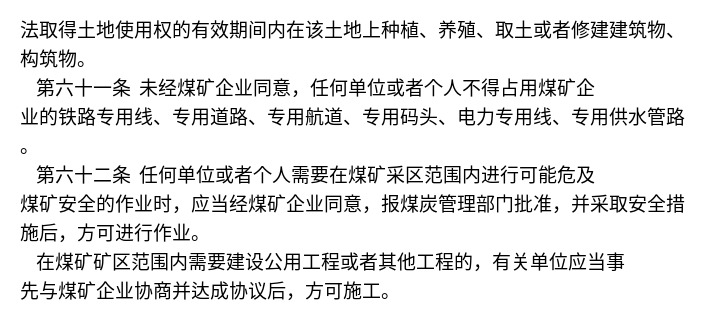 法取得土地使用权的有效期间内在该土地上种植、养殖、取土或者修建建筑物、
构筑物。
第六十一条 未经煤矿企业同意，任何单位或者个人不得占用煤矿企
业的铁路专用线、专用道路、专用航道、专用码头、电力专用线、专用供水管路
。
第六十二条 任何单位或者个人需要在煤矿采区范围内进行可能危及
煤矿安全的作业时，应当经煤矿企业同意，报煤炭管理部门批准，并采取安全措
施后，方可进行作业。
在煤矿矿区范围内需要建设公用工程或者其他工程的，有关单位应当事
先与煤矿企业协商并达成协议后，方可施工。